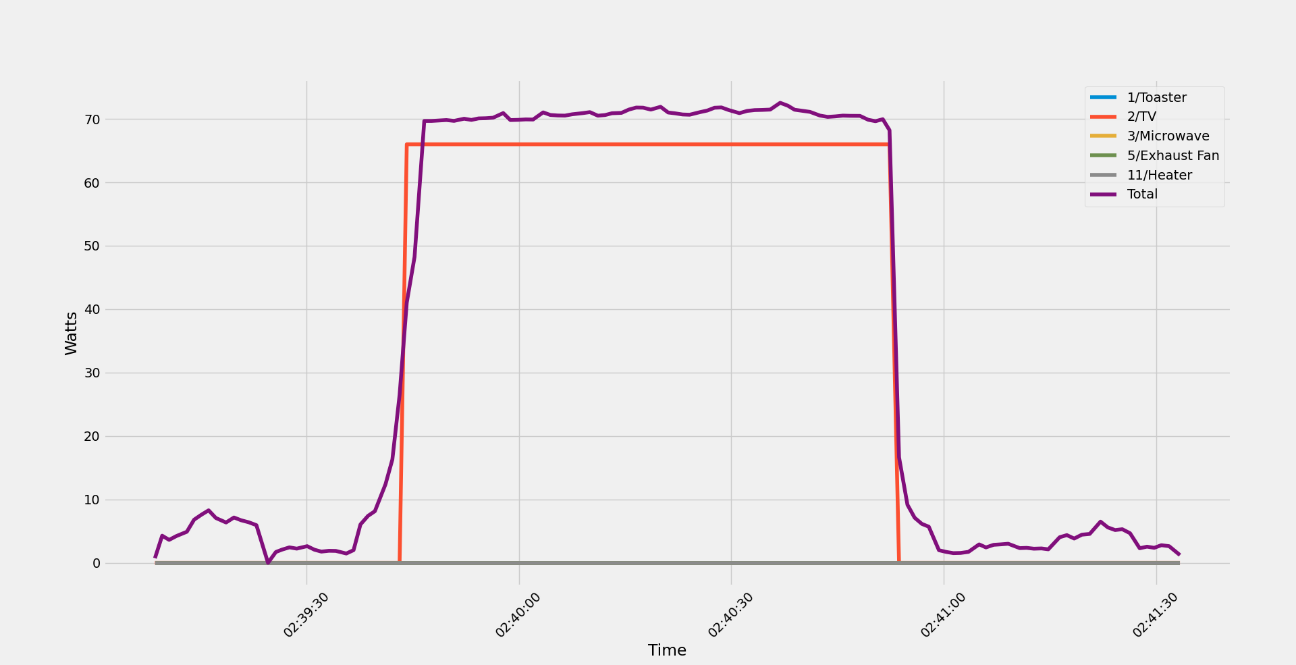 1/Toaster
2/TV
3/Microwave
5/Exhaust Fan
11/Heater
Total
Watts
70
60
50
40
30
20
10
0
02:39:30
02:40:00
02:40:30
02:41:00
02:41:30
Time